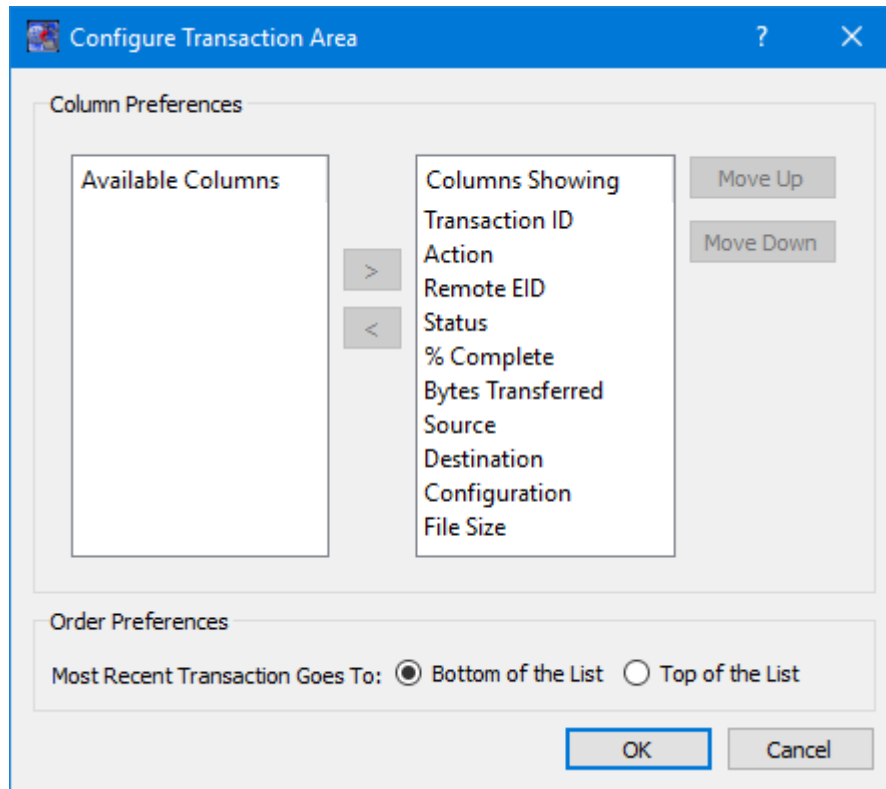 Configure Transaction Area ? ×
Column Preferences
Available Columns
Columns Showing
Transaction ID
Action
Remote EID
Status
% Complete
Bytes Transferred
Source
Destination
Configuration
File Size
>
<
Move Up
Move Down
Order Preferences
Most Recent Transaction Goes To: Bottom of the List Top of the List
OK Cancel